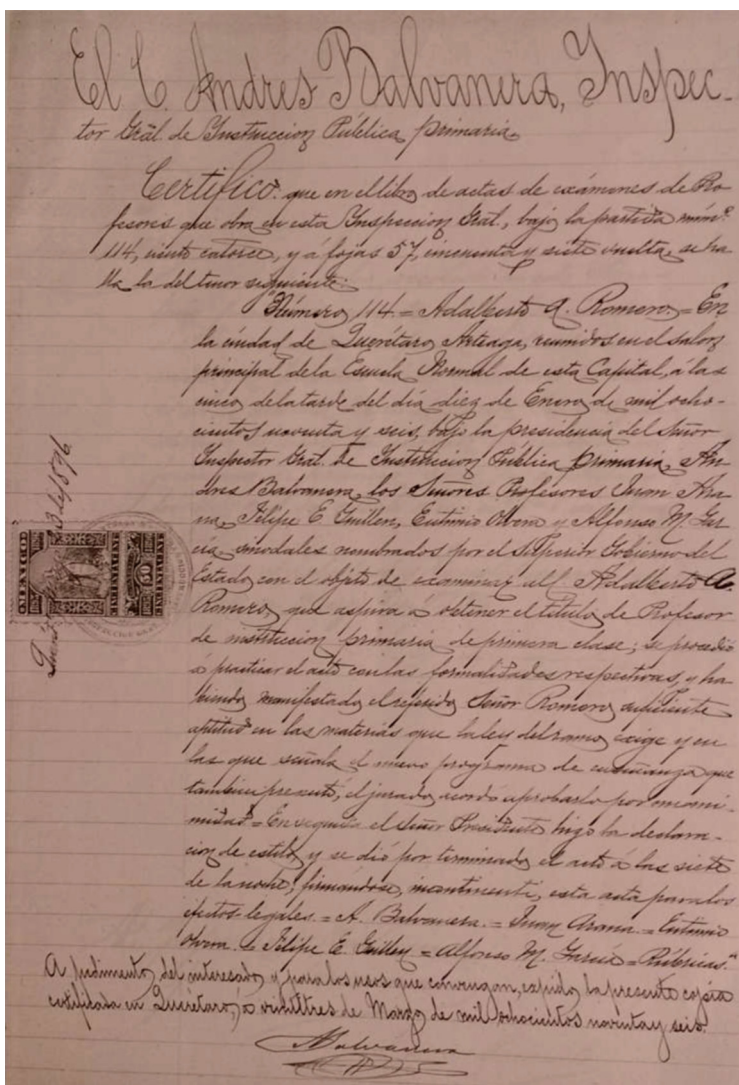 El C. Andres Balvanera, Inspec-
tor Gräl. de Instruccion Pública primaria,
Certifico: que en el libro de actas de exámenes de Pro
fesores que obra en esta Inspeccion Gral., bajo la partida núm.º
114, ciento catorce, y á fojas 57, cincuenta y siete vuelta, se ha
lla la del tenor siguiente:
"Número 114 = Adalberto A. Romero. = En
la ciudad de Querétaro Arteaga, reunidos en el salon
principal de la Escuela Normal de esta Capital, á las
cinco de la tarde del día diez de Enero de mil ocho-
cientos noventa y seis, bajo la presidencia del Señor
Inspector Gral. de Instruccion Pública primaria, An
dres Balvanera, los Señores Profesores Juan Ara
na, Felipe E. Guillen, Eutimio Olvera y Alfonso M. Gar
cía sinodales nombrados por el Superior Gobierno del
Estado con el objeto de examinar al C. Adalberto A.
Romero, que aspira á obtener el título de Profesor
de instruccion primaria de primera clase; se procedió
á practicar el acto con las formalidades respectivas, y ha
biendo manifestado el referido Señor Romero suficiente
aptitud en las materias que la ley del ramo exige y en
las que señala el nuevo programa de enseñanza que
tambien presentó, el jurado acordó aprobarlo por unani-
midad = En seguida el Señor Presidente hizo la declara-
cion de estilo, y se dió por terminado el acto á las siete
de la noche, firmándose, incontinenti, esta acta para los
efectos legales. = A. Balvanera. = Juan Arana. = Eutimio
Olvera. = Felipe E. Guillen = Alfonso M. García = Rúbricas."
A pedimento del interesado y para los usos que convengan, expido la presente copia
certificada en Querétaro, á veintitres de Marzo de mil ochocientos noventa y seis.
Balvanera
MEXICO
50
CINCUENTA CENTS
de 1896